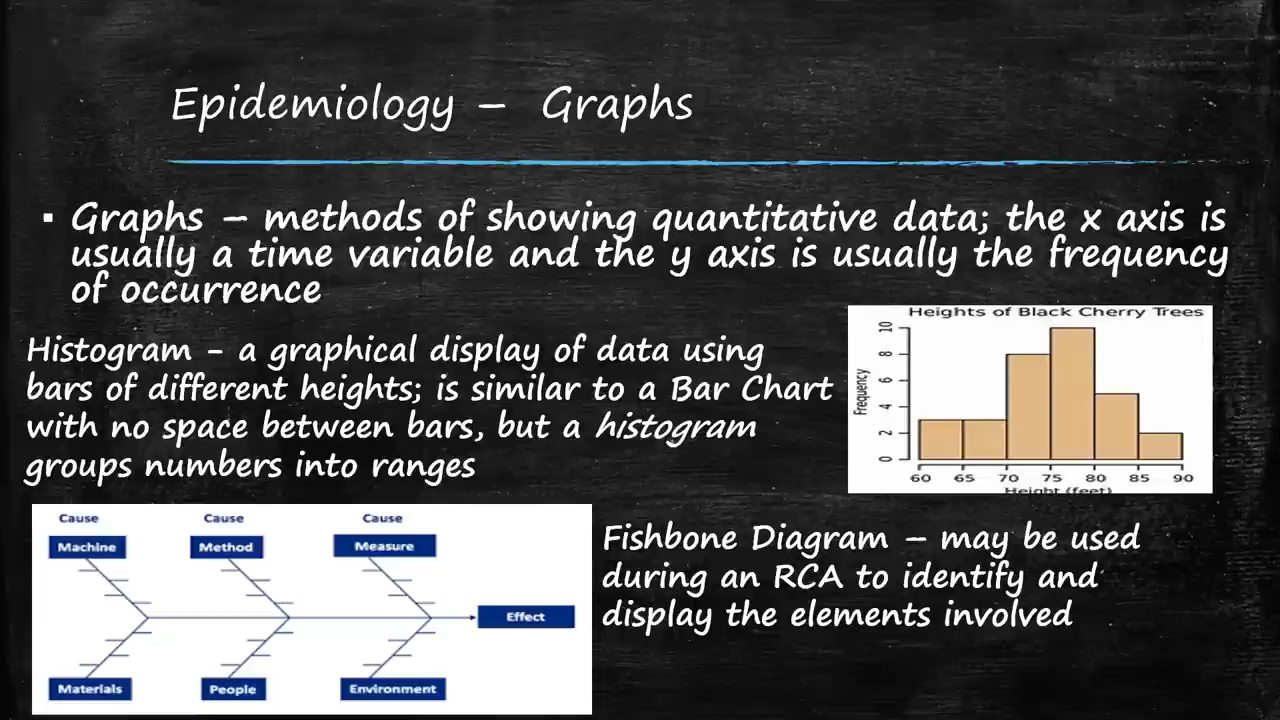 Epidemiology – Graphs
▪ Graphs – methods of showing quantitative data; the x axis is
usually a time variable and the y axis is usually the frequency
of occurrence
Histogram - a graphical display of data using
bars of different heights; is similar to a Bar Chart
with no space between bars, but a histogram
groups numbers into ranges
Heights of Black Cherry Trees
Frequency
10
8
6
4
2
0
60 65 70 75 80 85 90
Height (feet)
Cause Cause Cause
Machine Method Measure
Effect
Materials People Environment
Fishbone Diagram – may be used
during an RCA to identify and
display the elements involved